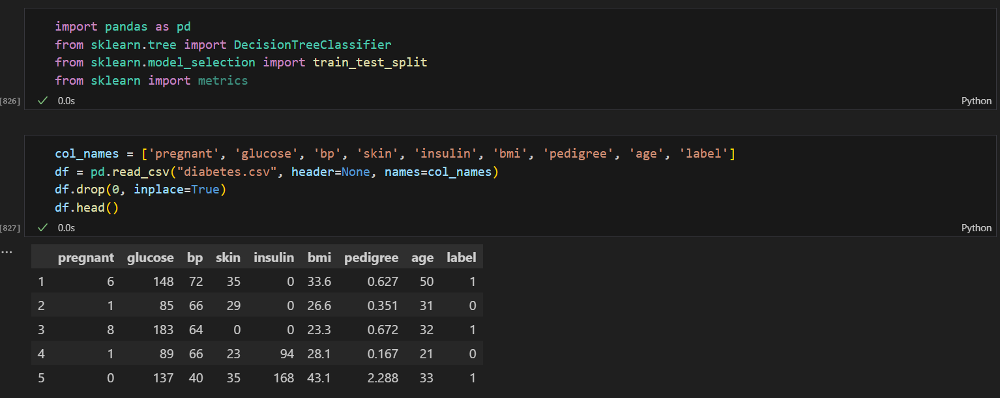 import pandas as pd
from sklearn.tree import DecisionTreeClassifier
from sklearn.model_selection import train_test_split
from sklearn import metrics
[826] ✓ 0.0s Python
col_names = ['pregnant', 'glucose', 'bp', 'skin', 'insulin', 'bmi', 'pedigree', 'age', 'label']
df = pd.read_csv("diabetes.csv", header=None, names=col_names)
df.drop(0, inplace=True)
df.head()
[827] ✓ 0.0s Python
...
pregnant glucose bp skin insulin bmi pedigree age label
1 6 148 72 35 0 33.6 0.627 50 1
2 1 85 66 29 0 26.6 0.351 31 0
3 8 183 64 0 0 23.3 0.672 32 1
4 1 89 66 23 94 28.1 0.167 21 0
5 0 137 40 35 168 43.1 2.288 33 1